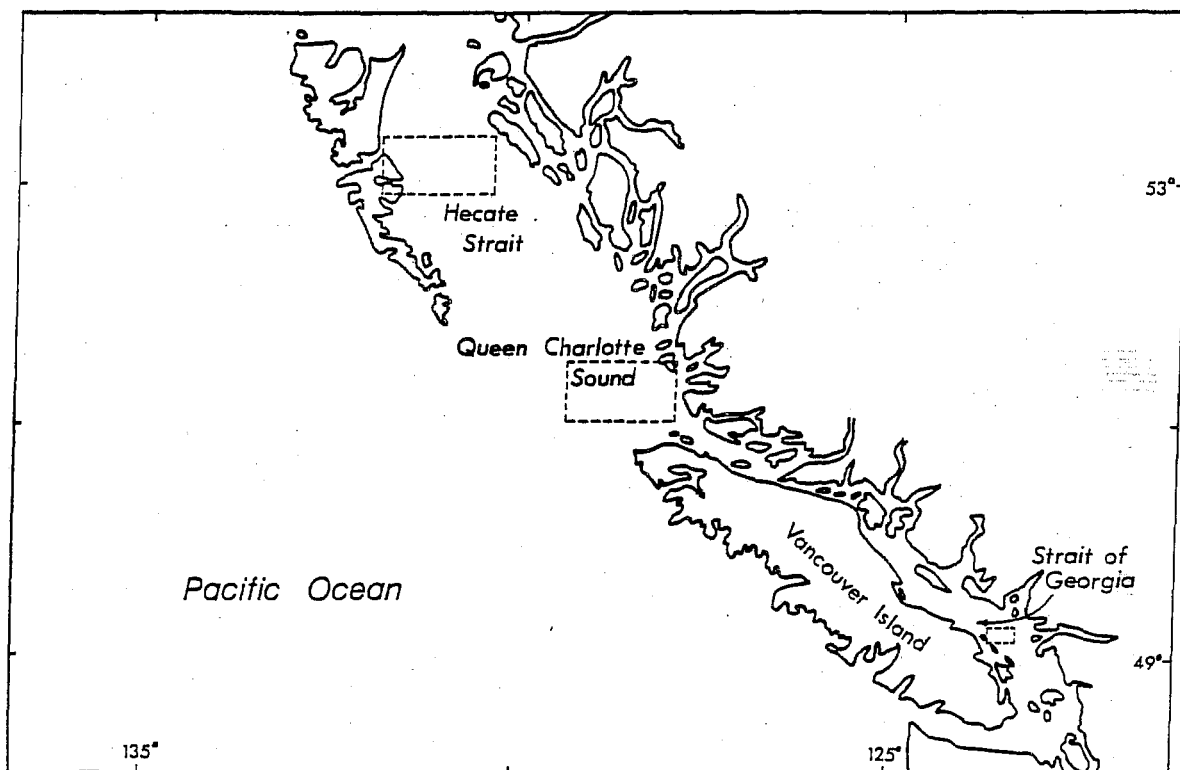 53°
Hecate
Strait
Queen Charlotte
Sound
Strait of
Georgia
Vancouver Island
Pacific Ocean
49°
135°
125°